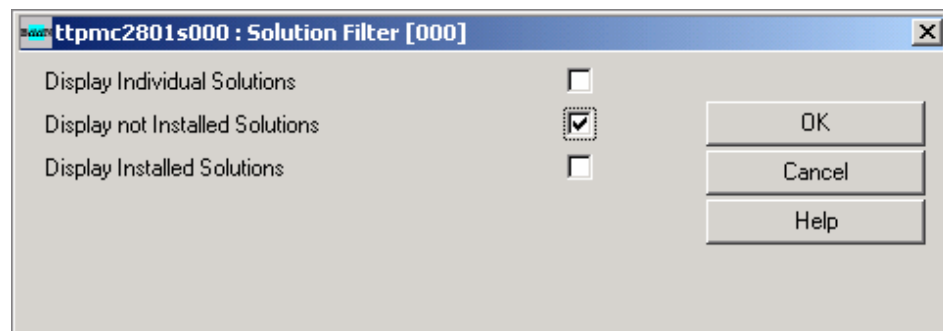 ttpmc2801s000 : Solution Filter [000]
Display Individual Solutions
Display not Installed Solutions
OK
Display Installed Solutions
Cancel
Help